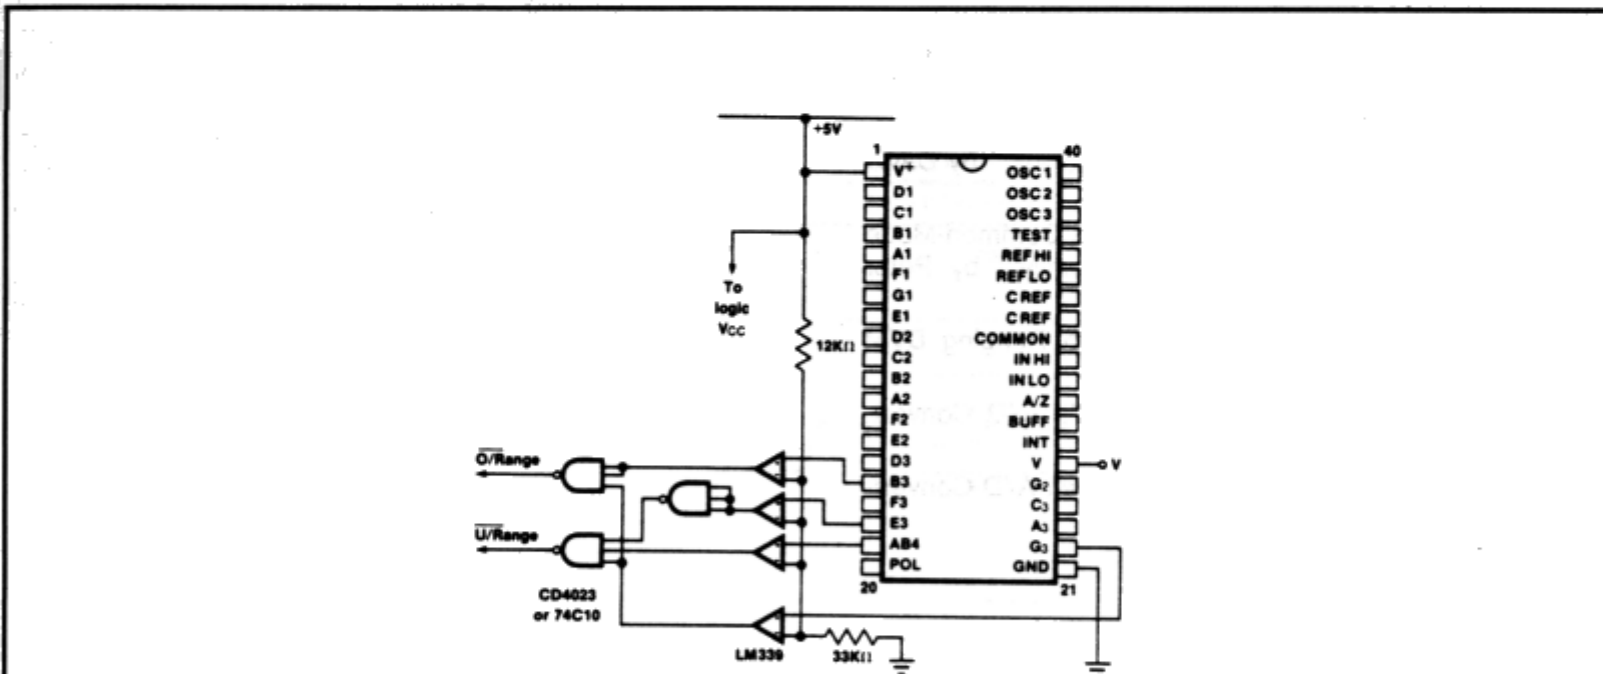 +5V
1
40
V+
OSC 1
D1
OSC 2
C1
OSC 3
B1
TEST
A1
REF HI
F1
REF LO
G1
C REF
E1
C REF
D2
COMMON
C2
IN HI
B2
IN LO
A2
A/Z
F2
BUFF
E2
INT
D3
V
V
B3
G2
F3
C3
E3
A3
AB4
G3
POL
GND
20
21
To
logic
VCC
12KΩ
O/Range
U/Range
CD4023
or 74C10
LM339
33KΩ